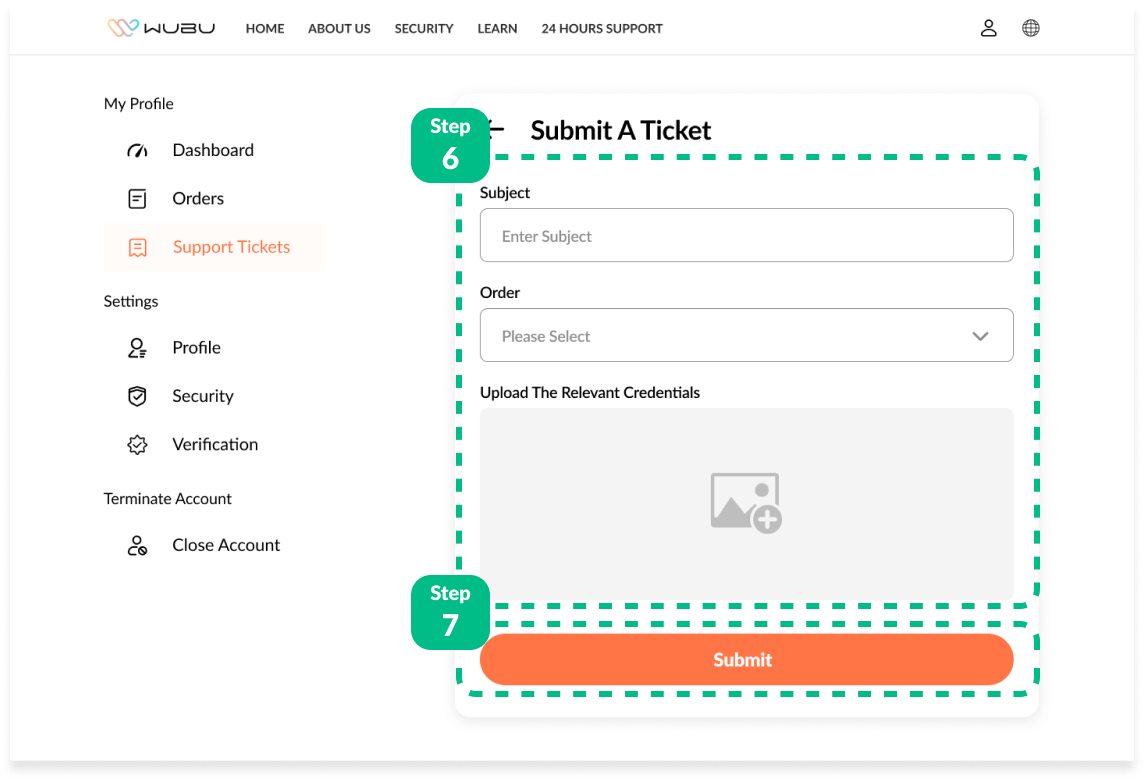 WUBU HOME ABOUT US SECURITY LEARN 24 HOURS SUPPORT
My Profile
Dashboard
Orders
Support Tickets
Settings
Profile
Security
Verification
Terminate Account
Close Account
Step
6
Submit A Ticket
Subject
Enter Subject
Order
Please Select
Upload The Relevant Credentials
Step
7
Submit